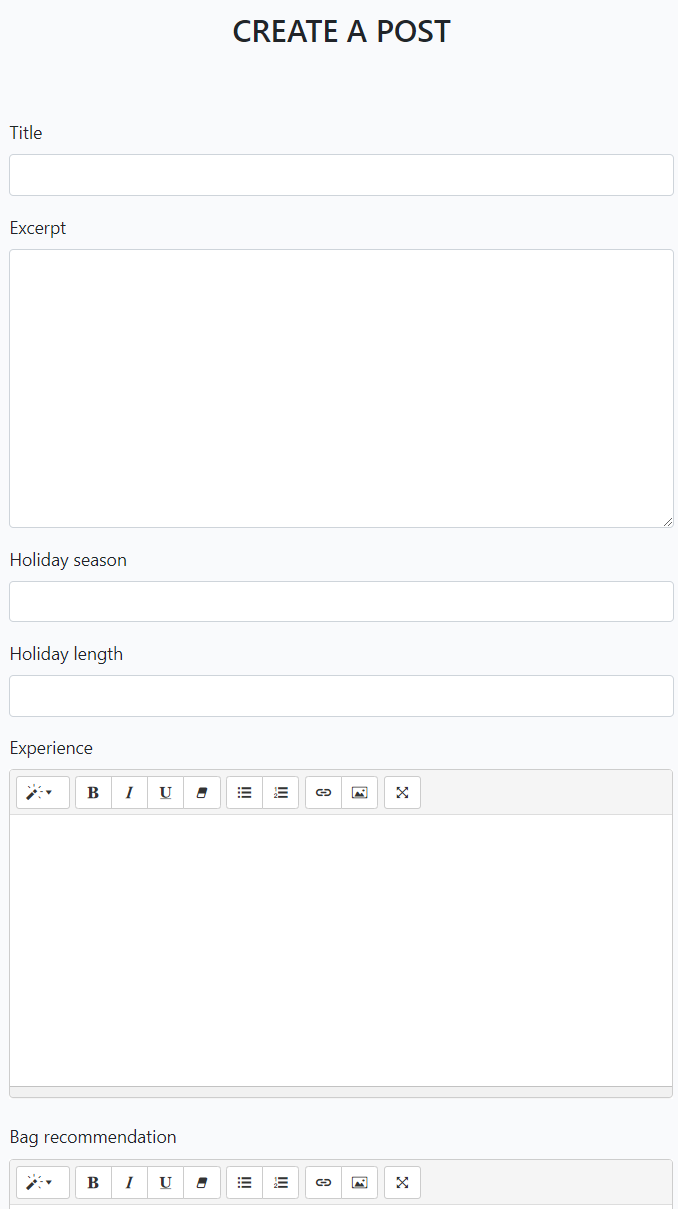 CREATE A POST
Title
Excerpt
Holiday season
Holiday length
Experience
B I U
Bag recommendation
B I U